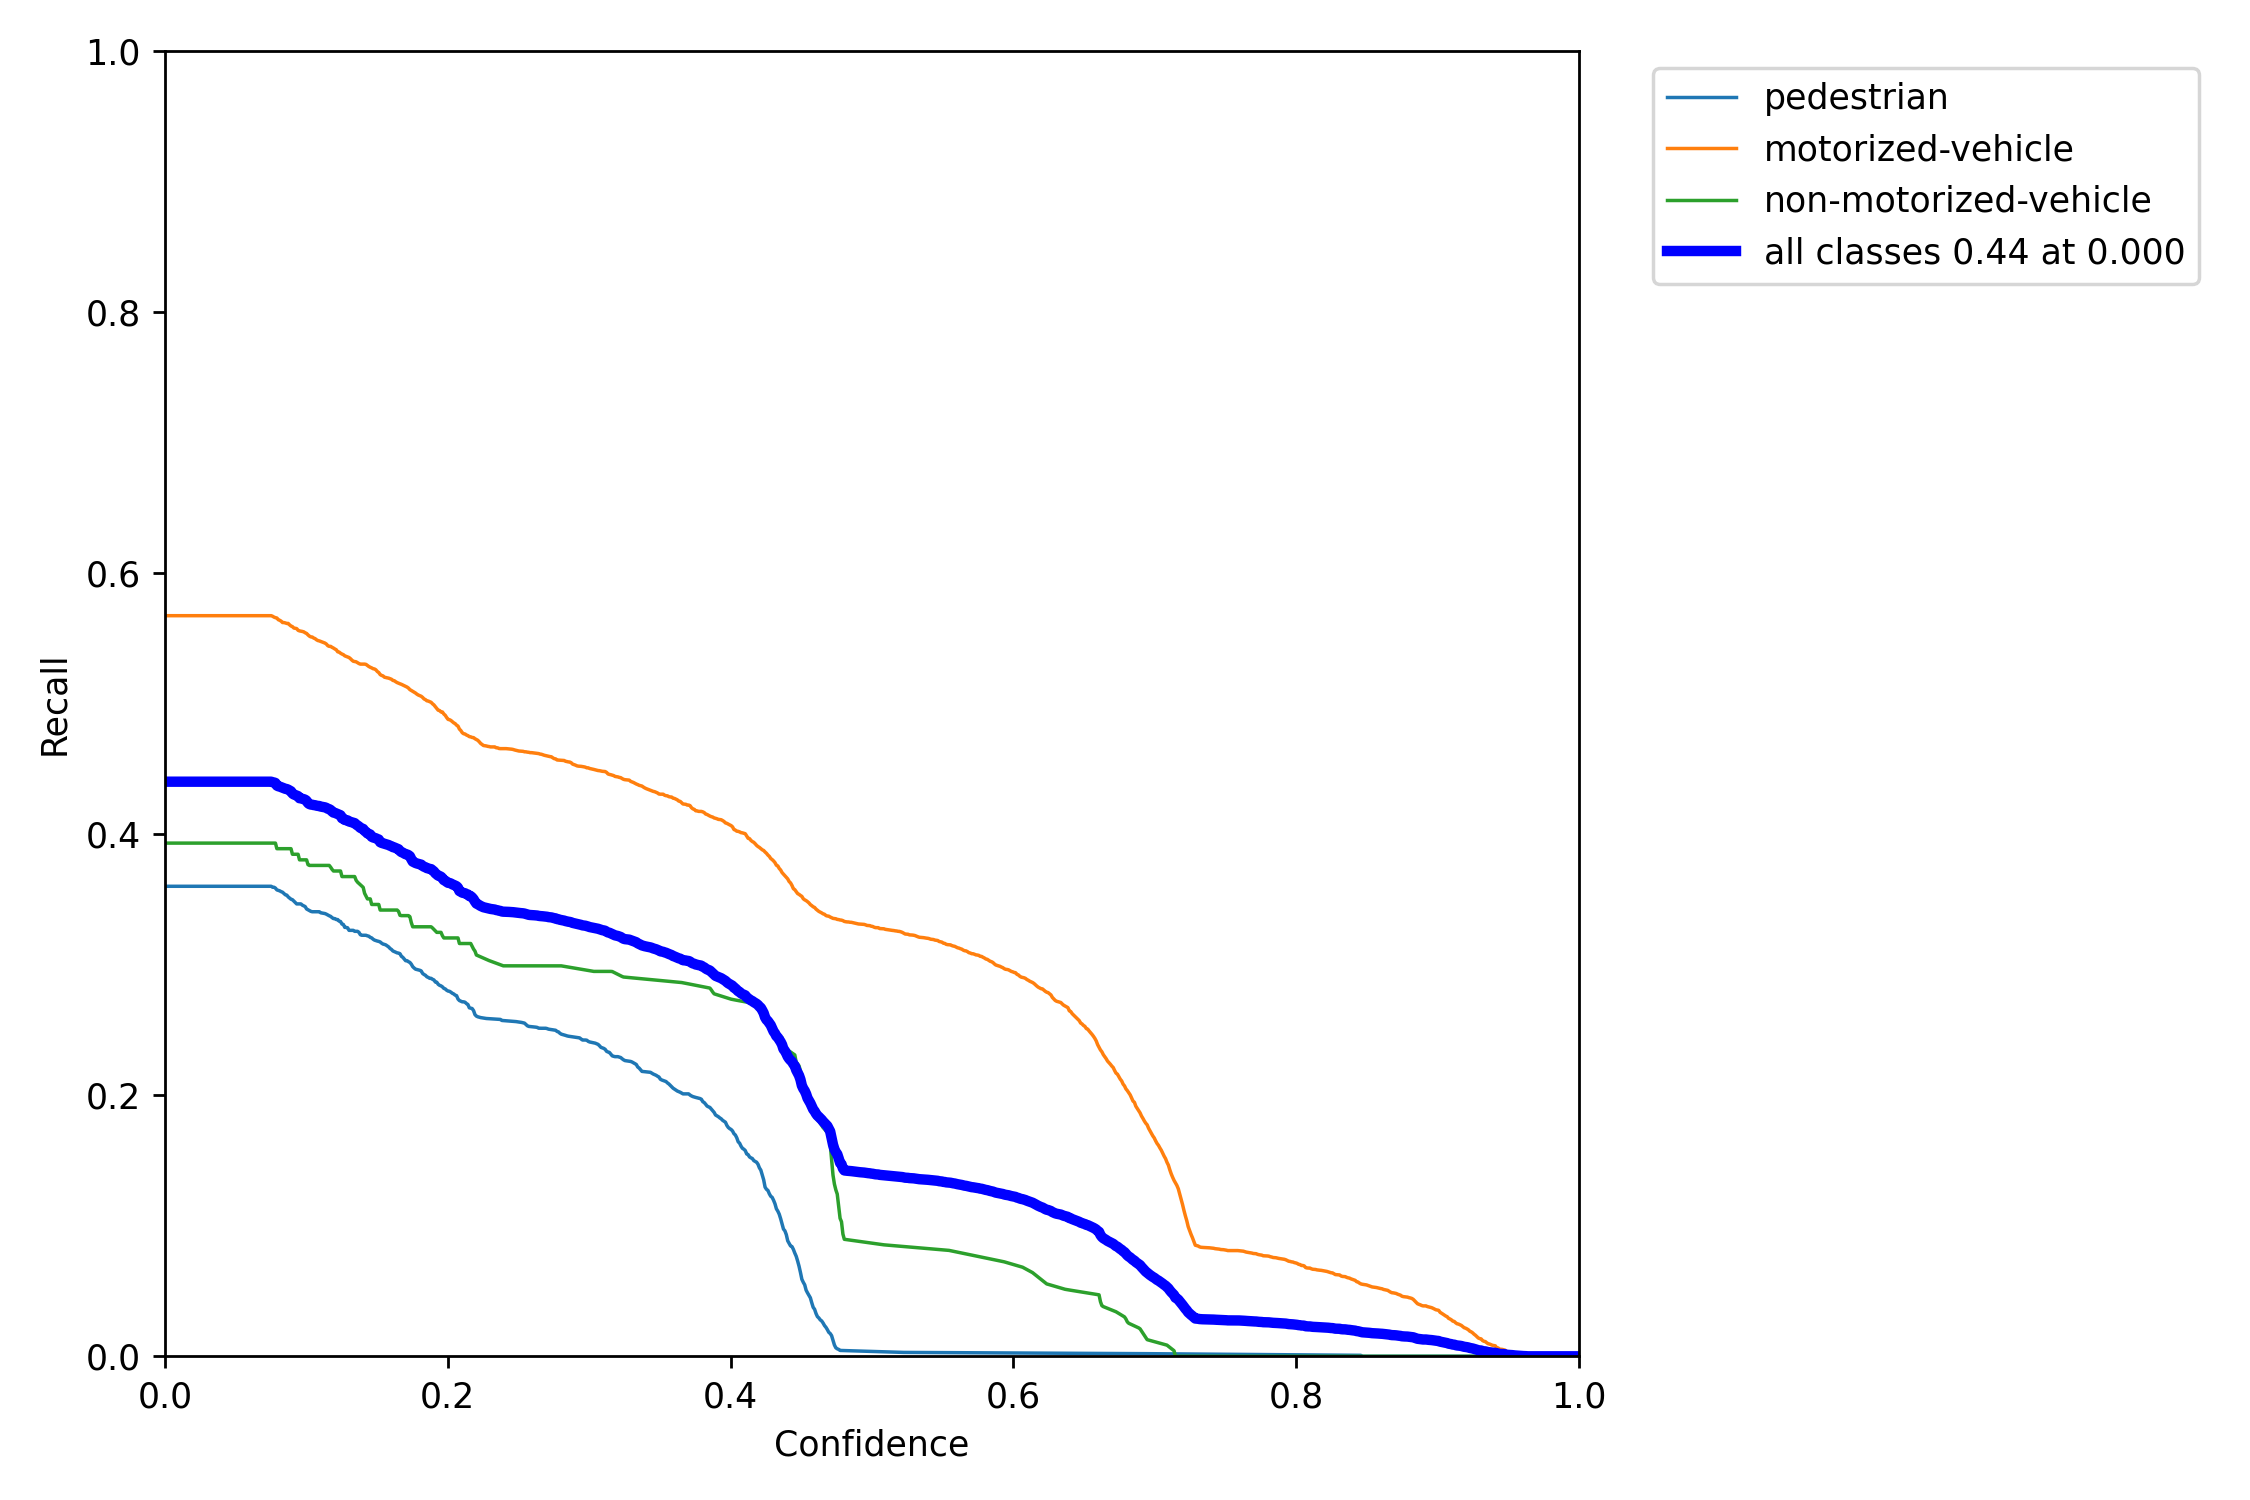 pedestrian
motorized-vehicle
non-motorized-vehicle
all classes 0.44 at 0.000
Recall
1.0
0.8
0.6
0.4
0.2
0.0
0.0 0.2 0.4 0.6 0.8 1.0
Confidence